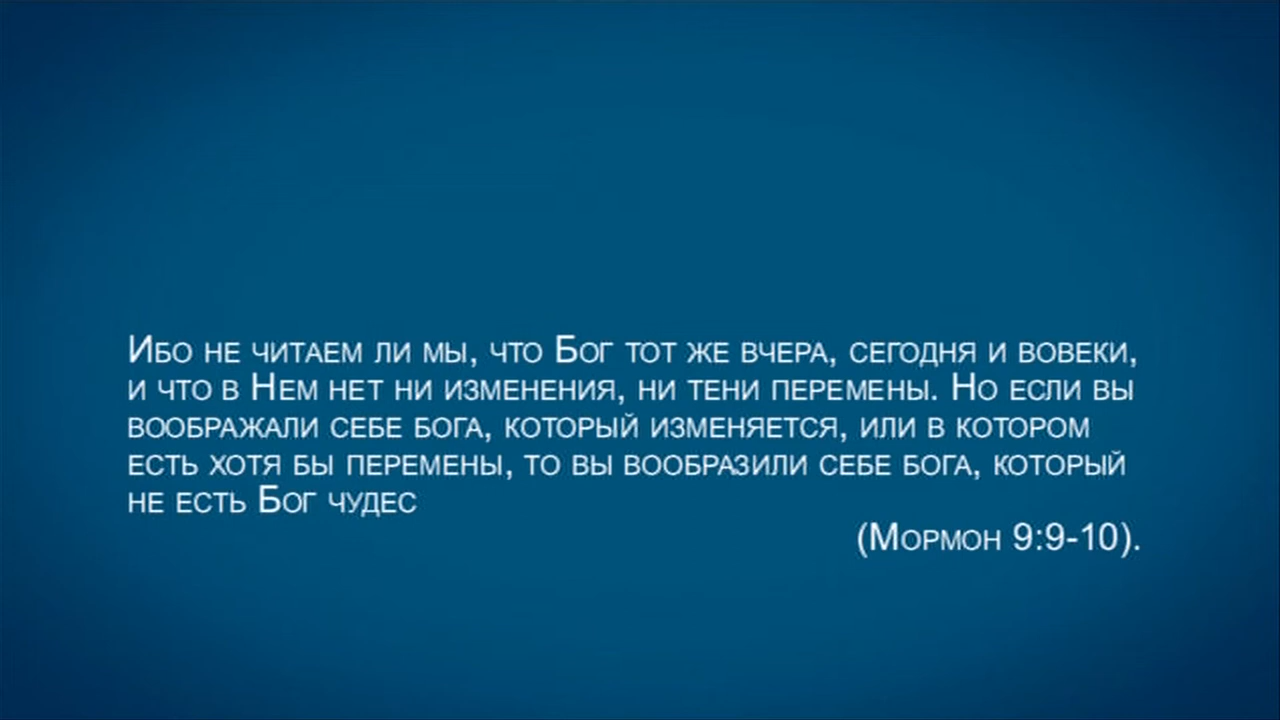 Ибо не читаем ли мы, что Бог тот же вчера, сегодня и вовеки,
и что в Нем нет ни изменения, ни тени перемены. Но если вы
воображали себе бога, который изменяется, или в котором
есть хотя бы перемены, то вы вообразили себе бога, который
не есть Бог чудес
(Мормон 9:9-10).